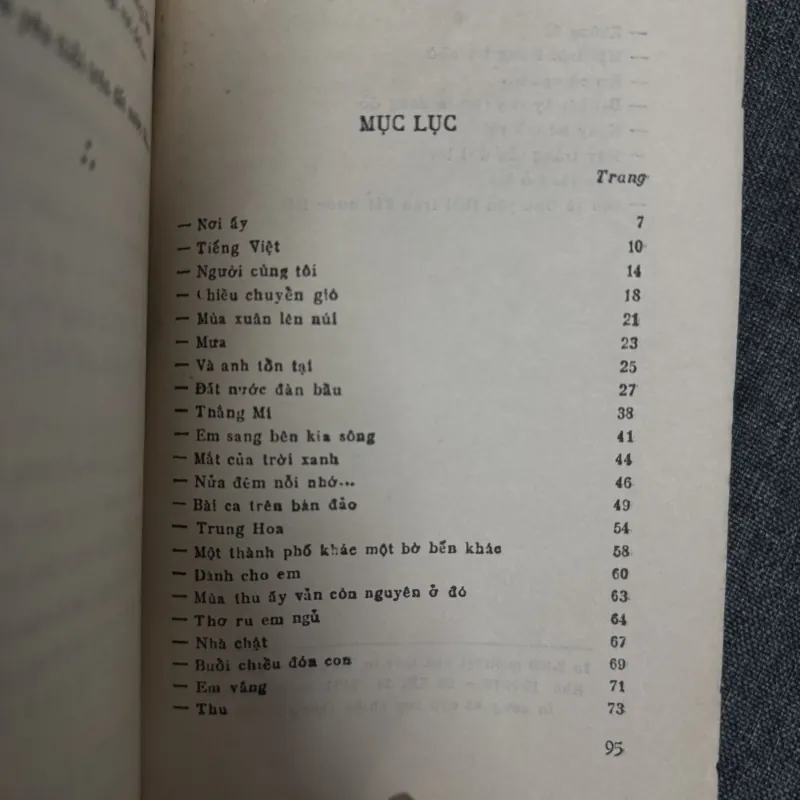 MỤC LỤC
Trang
— Nơi ấy 7
— Tiếng Việt 10
— Người cùng tôi 14
— Chiều chuyển gió 18
— Mùa xuân lên núi 21
— Mưa 23
— Và anh tồn tại 25
— Đất nước đàn bầu 27
— Thằng Mí 38
— Em sang bên kia sông 41
— Mắt của trời xanh 44
— Nửa đêm nỗi nhớ... 46
— Bài ca trên bán đảo 49
— Trung Hoa 54
— Một thành phố khác một bờ bến khác 58
— Dành cho em 60
— Mùa thu ấy vẫn còn nguyên ở đó 63
— Thơ ru em ngủ 64
— Nhà chật 67
— Buổi chiều đón con 69
— Em vắng 71
— Thu 73
95